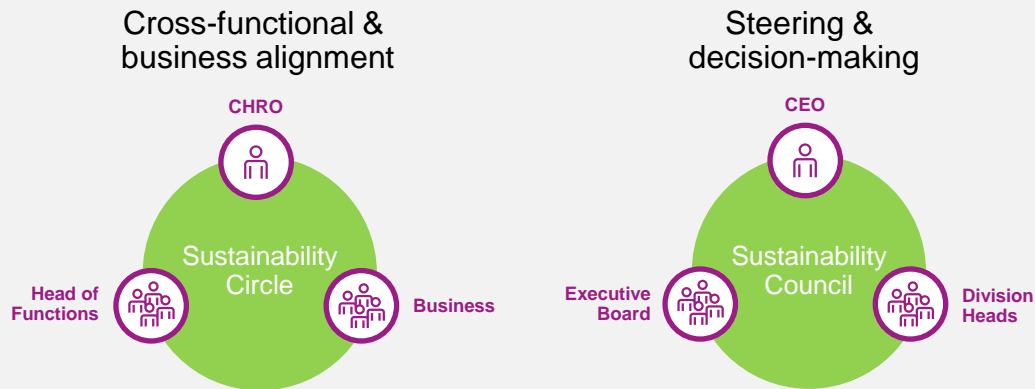 Cross-functional &
business alignment
CHRO
Sustainability
Circle
Head of
Functions
Business
Steering &
decision-making
CEO
Sustainability
Council
Executive
Board
Division
Heads